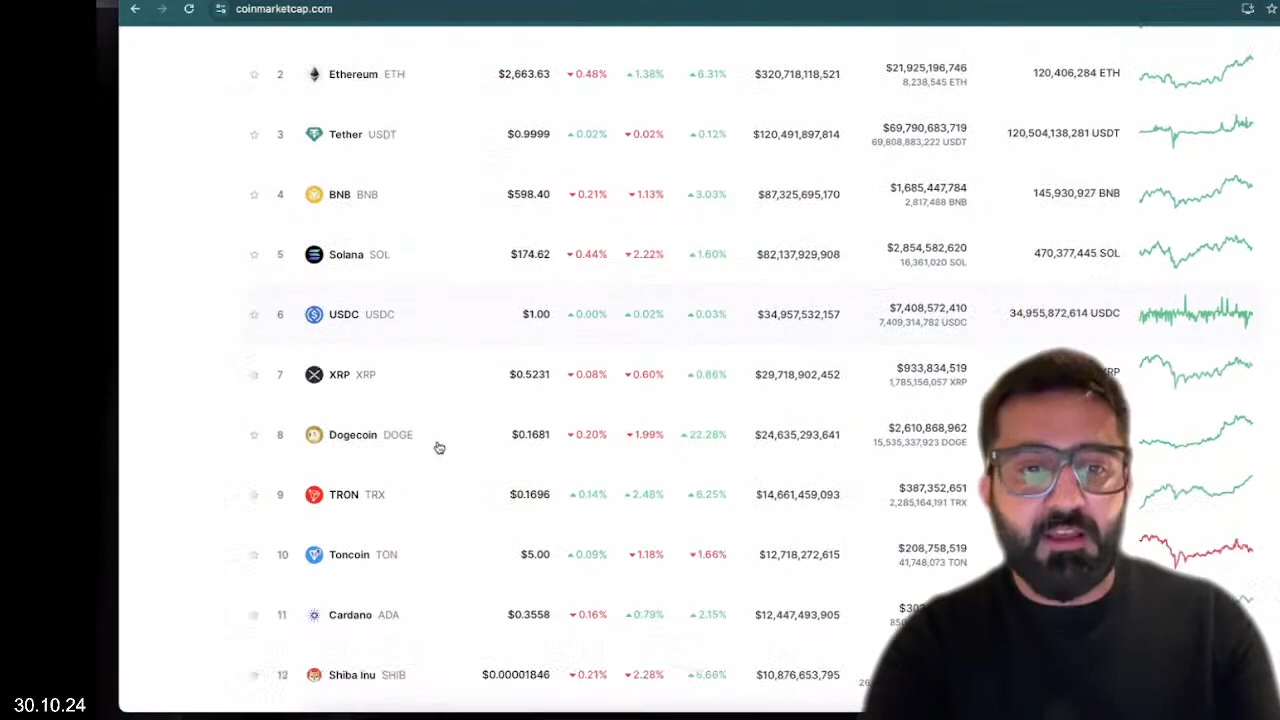 coinmarketcap.com
2 Ethereum ETH $2,663.63 0.48% 1.38% 6.31% $320,718,118,521 $21,925,196,746 120,406,284 ETH
8,238,545 ETH
3 Tether USDT $0.9999 0.02% 0.02% 0.12% $120,491,897,814 $69,790,683,719 120,504,138,281 USDT
69,808,883,222 USDT
4 BNB BNB $598.40 0.21% 1.13% 3.03% $87,325,695,170 $1,685,447,784 145,930,927 BNB
2,817,488 BNB
5 Solana SOL $174.62 0.44% 2.22% 1.60% $82,137,929,908 $2,854,582,620 470,377,445 SOL
16,361,020 SOL
6 USDC USDC $1.00 0.00% 0.02% 0.03% $34,957,532,157 $7,408,572,410 34,955,872,614 USDC
7,409,314,782 USDC
7 XRP XRP $0.5231 0.08% 0.60% 0.86% $29,718,902,452 $933,834,519 XRP
1,785,156,057 XRP
8 Dogecoin DOGE $0.1681 0.20% 1.99% 22.28% $24,635,293,641 $2,610,868,962
15,535,337,923 DOGE
9 TRON TRX $0.1696 0.14% 2.48% 6.25% $14,661,459,093 $387,352,651
2,285,164,191 TRX
10 Toncoin TON $5.00 0.09% 1.18% 1.66% $12,718,272,615 $208,758,519
41,748,073 TON
11 Cardano ADA $0.3558 0.16% 0.79% 2.15% $12,447,493,905
12 Shiba Inu SHIB $0.00001846 0.21% 2.28% 6.66% $10,876,653,795
30.10.24